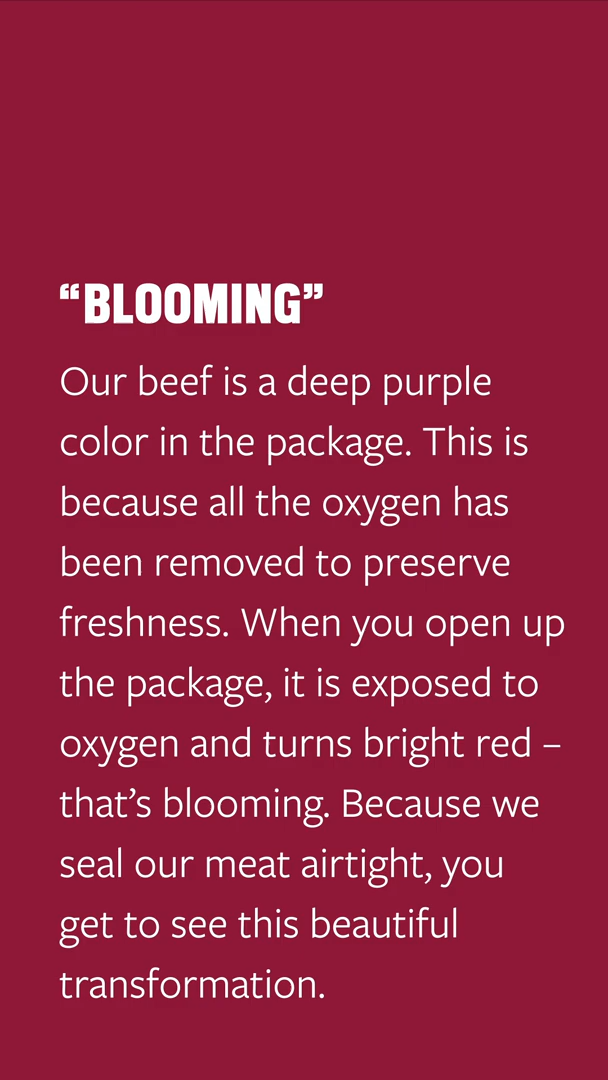 “BLOOMING”
Our beef is a deep purple
color in the package. This is
because all the oxygen has
been removed to preserve
freshness. When you open up
the package, it is exposed to
oxygen and turns bright red –
that’s blooming. Because we
seal our meat airtight, you
get to see this beautiful
transformation.